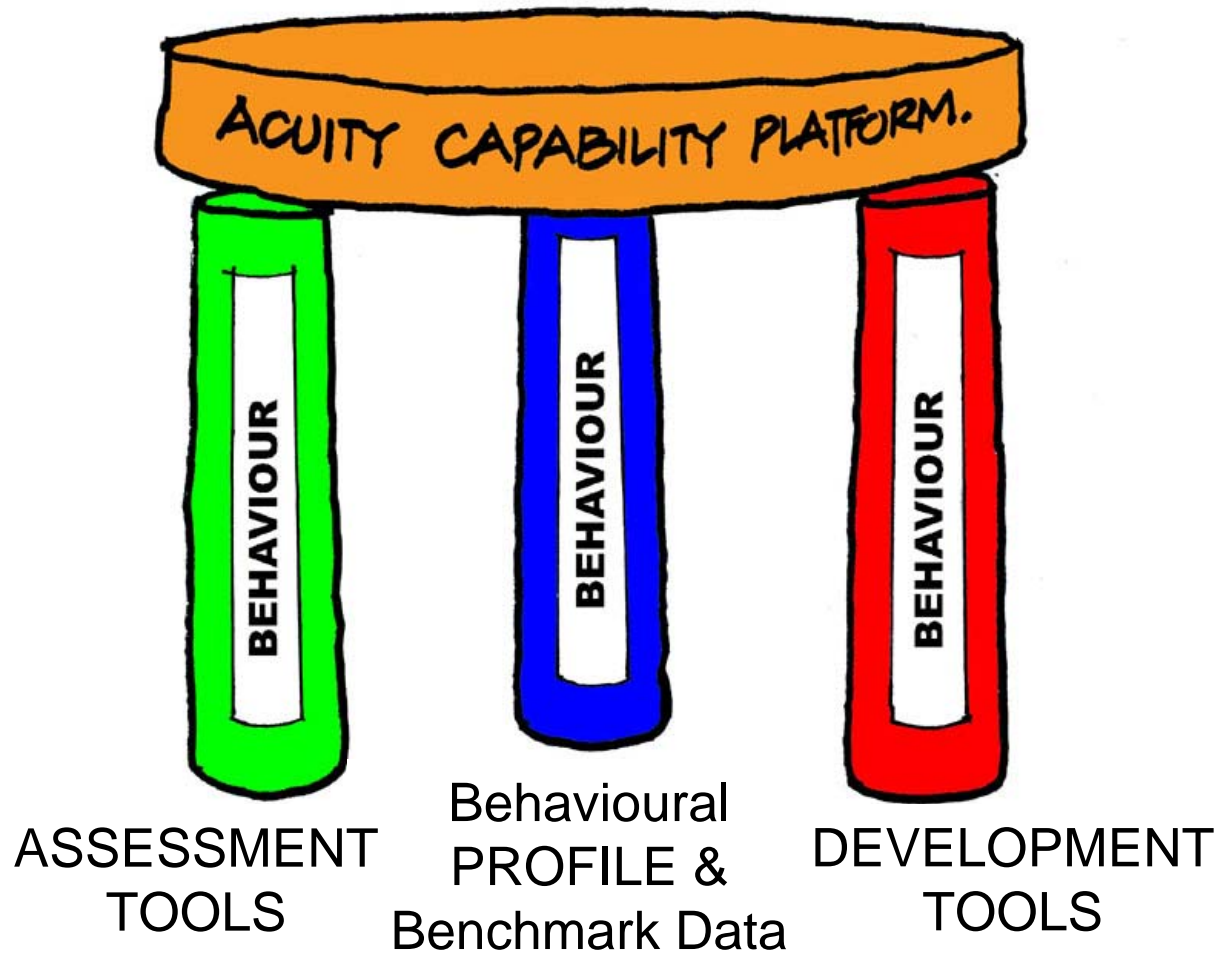 ACUITY CAPABILITY PLATFORM.
BEHAVIOUR
BEHAVIOUR
BEHAVIOUR
ASSESSMENT
TOOLS
Behavioural
PROFILE &
Benchmark Data
DEVELOPMENT
TOOLS